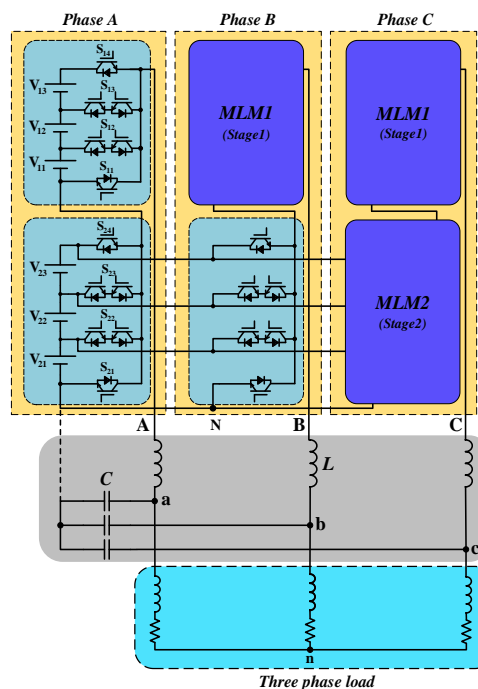 Phase A Phase B Phase C
S14
V13
S13
V12
S12
V11
S11
MLM1
(Stage1)
MLM1
(Stage1)
S24
V23
S23
V22
S22
V21
S21
MLM2
(Stage2)
A N B C
L
C
a
b
c
n
Three phase load